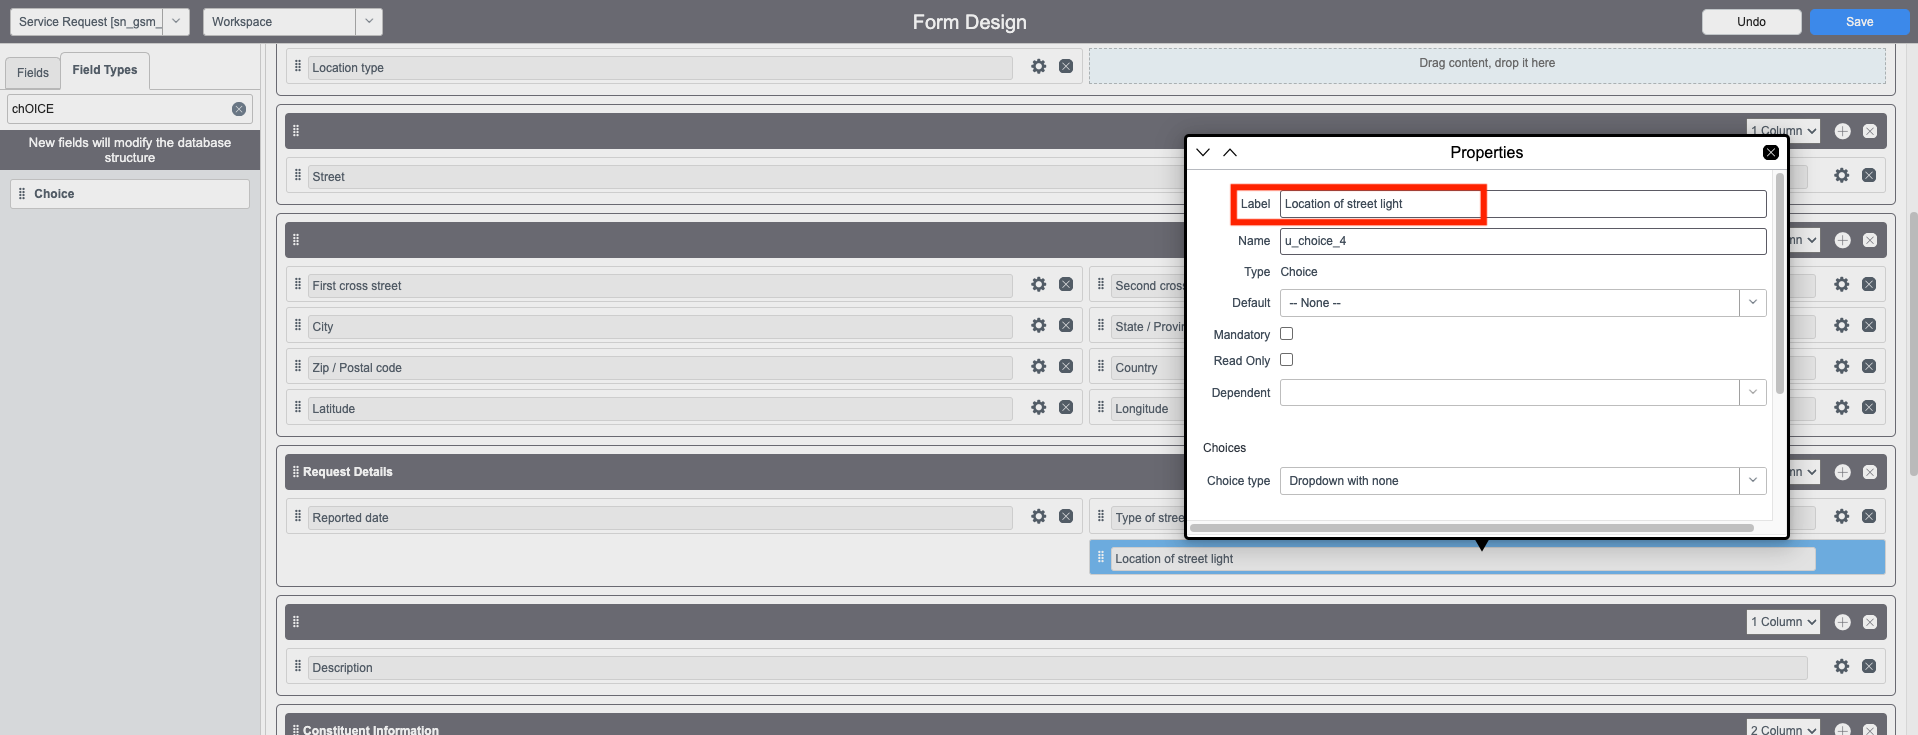 Service Request [sn_gsm_
Workspace
Form Design
Undo
Save
Fields
Field Types
chOICE
New fields will modify the database
structure
Choice
Location type
Drag content, drop it here
1 Column
Street
First cross street
Second cross
City
State / Provin
Zip / Postal code
Country
Latitude
Longitude
Request Details
Reported date
Type of stree
Location of street light
1 Column
Description
Constituent Information
2 Column
Properties
Label
Location of street light
Name
u_choice_4
Type
Choice
Default
-- None --
Mandatory
Read Only
Dependent
Choices
Choice type
Dropdown with none